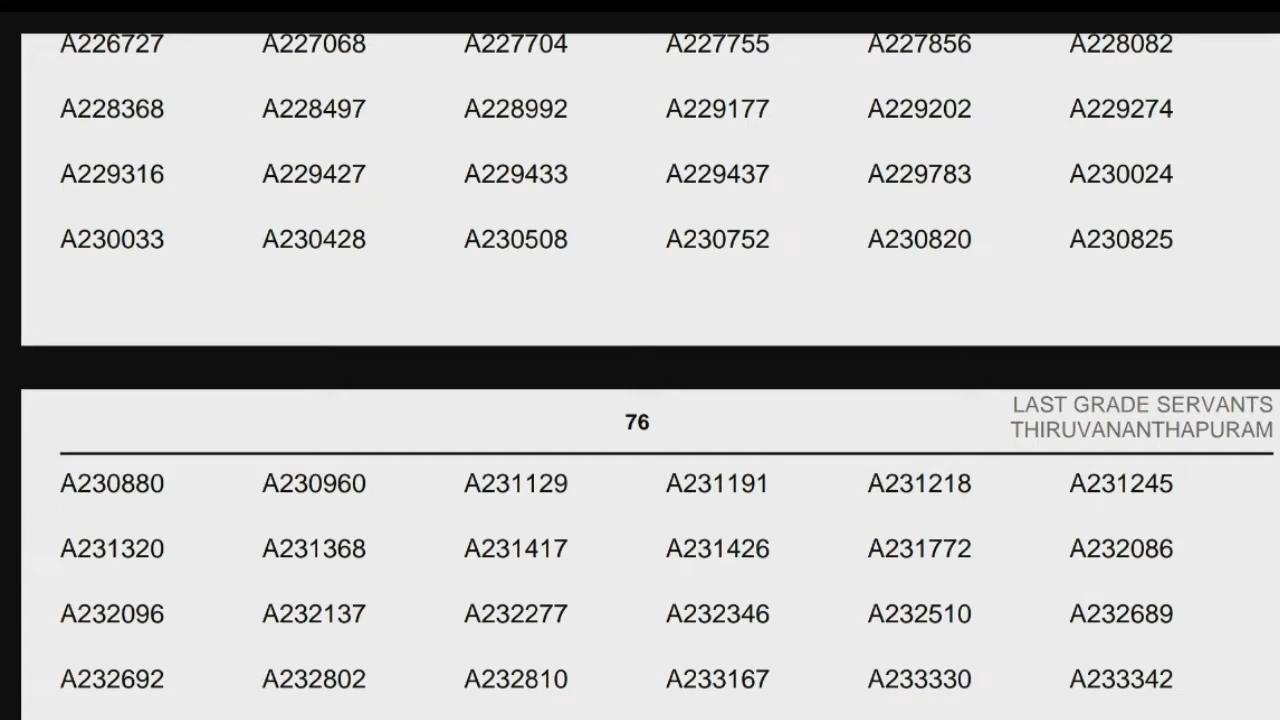 A226727 A227068 A227704 A227755 A227856 A228082
A228368 A228497 A228992 A229177 A229202 A229274
A229316 A229427 A229433 A229437 A229783 A230024
A230033 A230428 A230508 A230752 A230820 A230825
76
LAST GRADE SERVANTS
THIRUVANANTHAPURAM
A230880 A230960 A231129 A231191 A231218 A231245
A231320 A231368 A231417 A231426 A231772 A232086
A232096 A232137 A232277 A232346 A232510 A232689
A232692 A232802 A232810 A233167 A233330 A233342